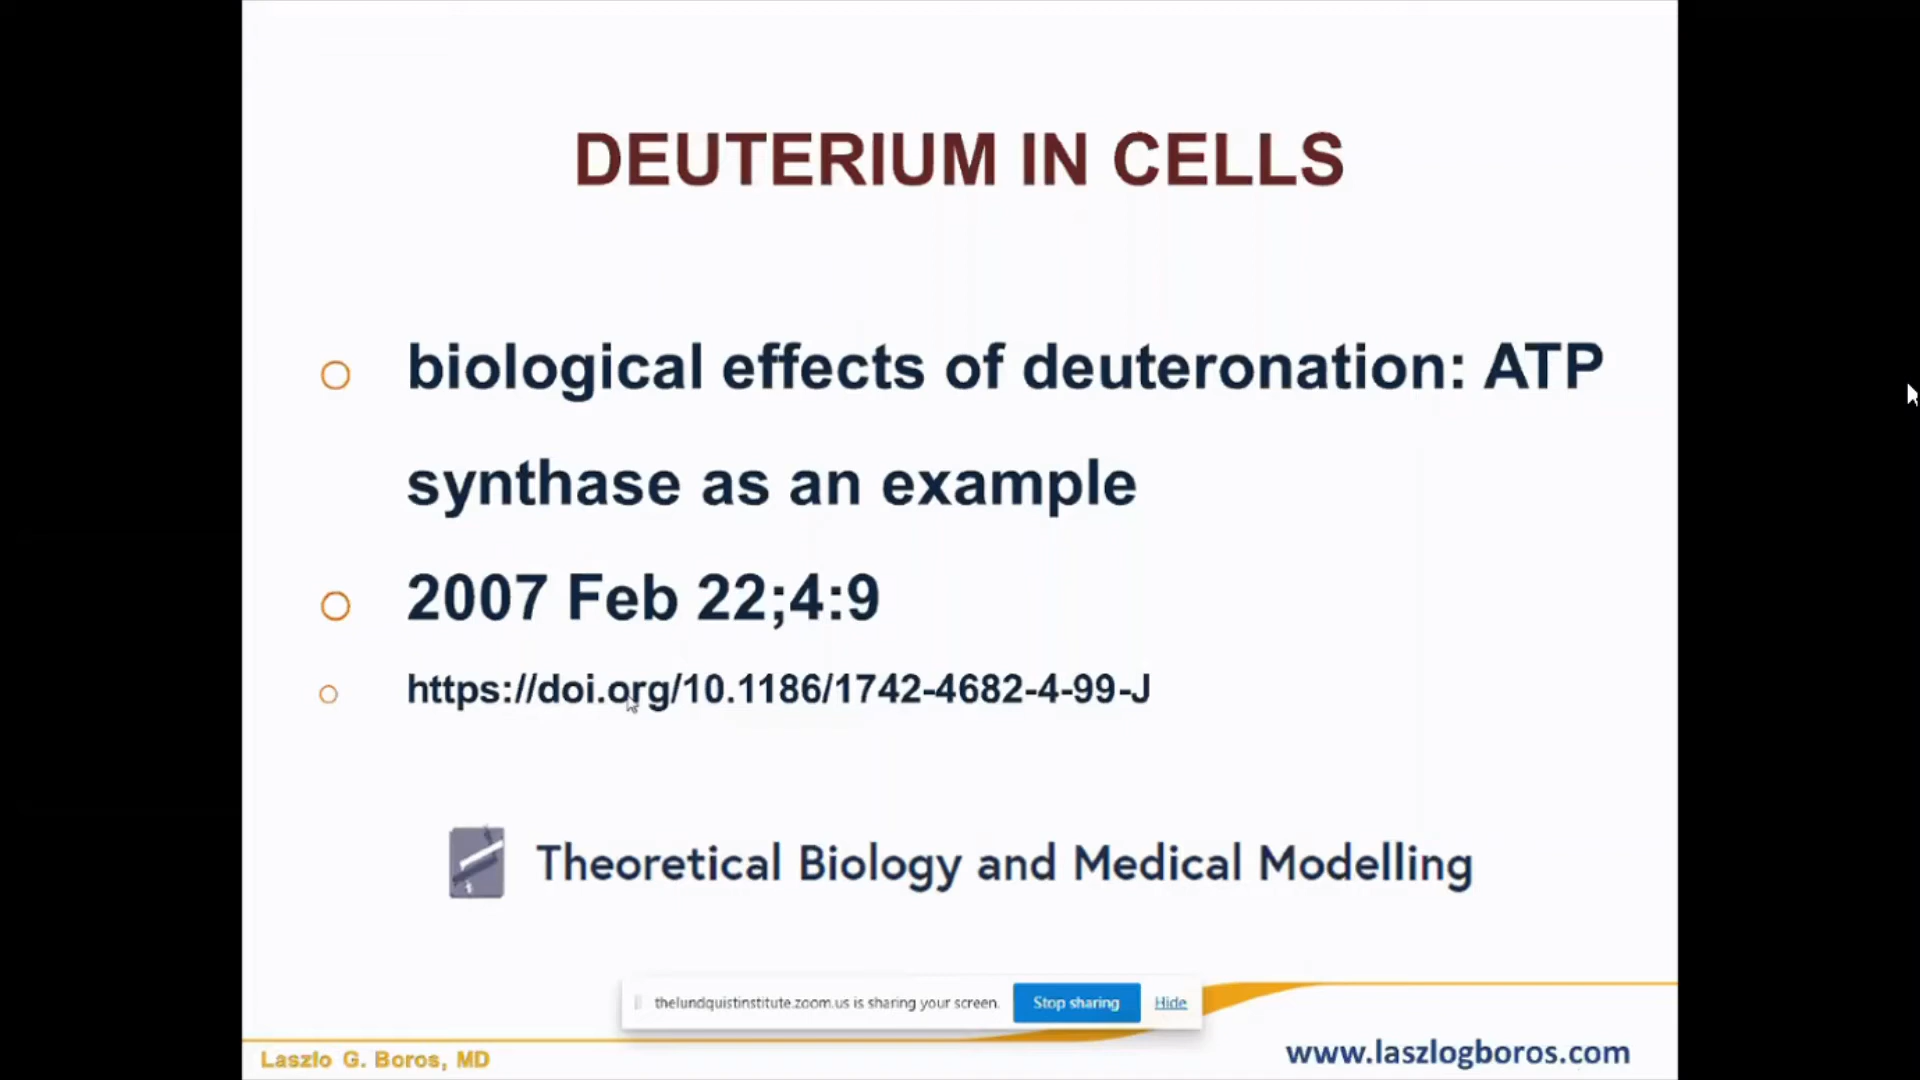 DEUTERIUM IN CELLS
biological effects of deuteronation: ATP
synthase as an example
2007 Feb 22;4:9
https://doi.org/10.1186/1742-4682-4-99-J
Theoretical Biology and Medical Modelling
thelundquistinstitute.zoom.us is sharing your screen.
Stop sharing
Hide
Laszlo G. Boros, MD
www.laszlogboros.com